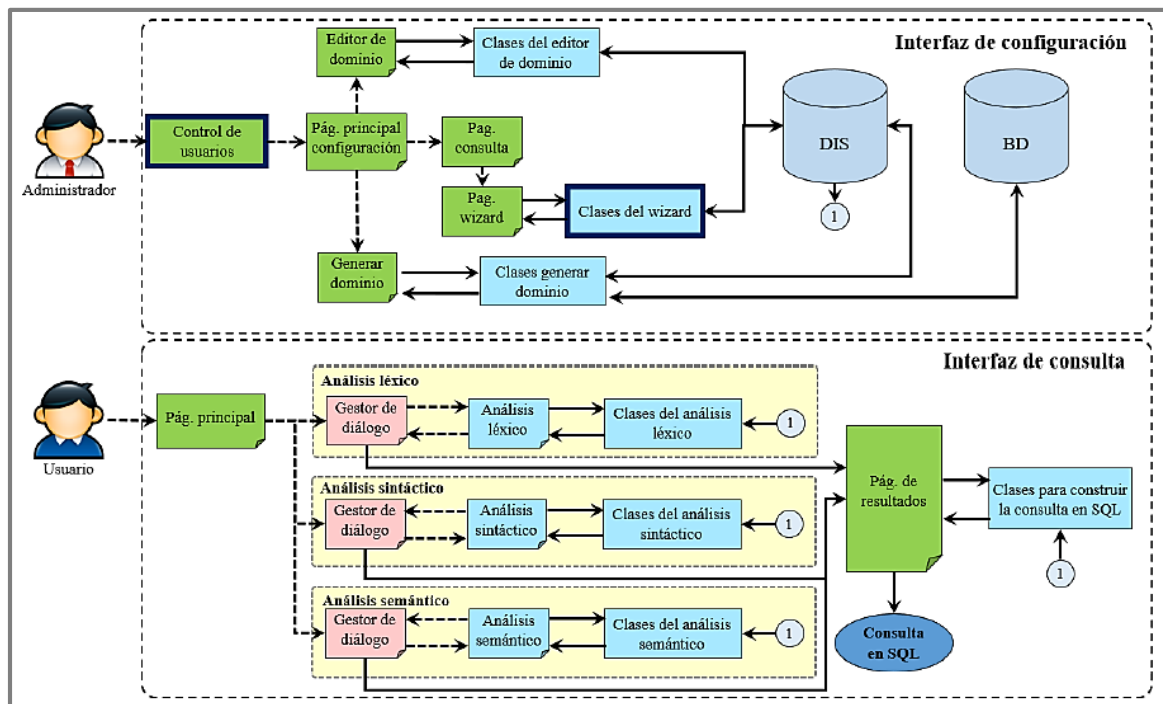 Interfaz de configuración
Editor de
dominio
Clases del editor
de dominio
Administrador
Control de
usuarios
Pág. principal
configuración
Pag.
consulta
DIS
BD
Pag.
wizard
Clases del wizard
1
Generar
dominio
Clases generar
dominio
Interfaz de consulta
Usuario
Pág. principal
Análisis léxico
Gestor de
diálogo
Análisis
léxico
Clases del análisis
léxico
1
Análisis sintáctico
Gestor de
diálogo
Análisis
sintáctico
Clases del análisis
sintáctico
1
Análisis semántico
Gestor de
diálogo
Análisis
semántico
Clases del análisis
semántico
1
Pág. de
resultados
Clases para construir
la consulta en SQL
1
Consulta
en SQL